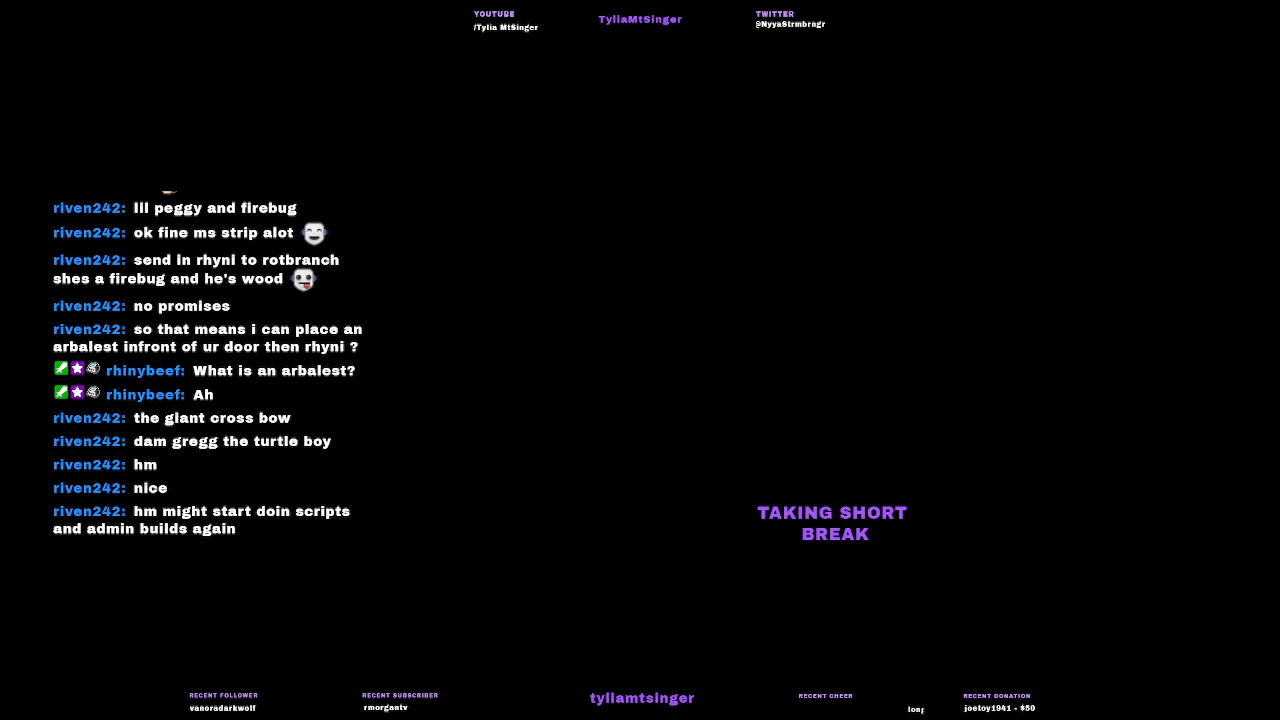 YOUTUBE
/Tylia MtSinger
TyliaMtSinger
TWITTER
@NyyaStrmbrngr
riven242: lil peggy and firebug
riven242: ok fine ms strip alot
riven242: send in rhyni to rotbranch
shes a firebug and he's wood
riven242: no promises
riven242: so that means i can place an
arbalest infront of ur door then rhyni ?
rhinybeef: What is an arbalest?
rhinybeef: Ah
riven242: the giant cross bow
riven242: dam gregg the turtle boy
riven242: hm
riven242: nice
riven242: hm might start doin scripts
and admin builds again
TAKING SHORT
BREAK
RECENT FOLLOWER
vanoradarkwolf
RECENT SUBSCRIBER
rmorgantv
tyliamtsinger
RECENT CHEER
RECENT DONATION
joetoy1941 - $50